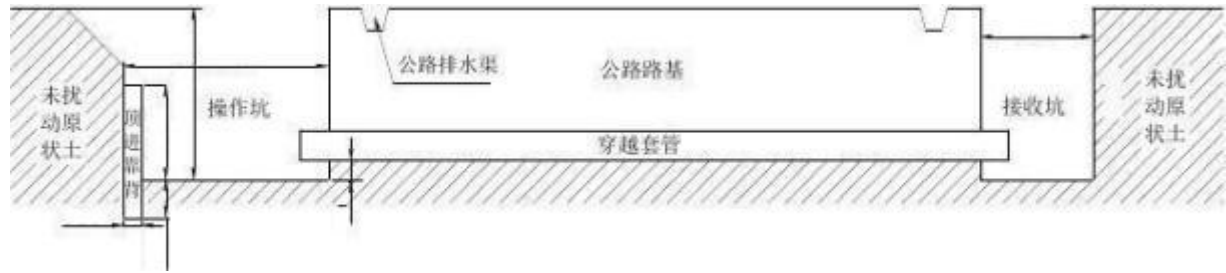 公路排水渠
公路路基
未扰
动原
状土
顶进靠背
操作坑
接收坑
未扰
动原
状土
穿越套管